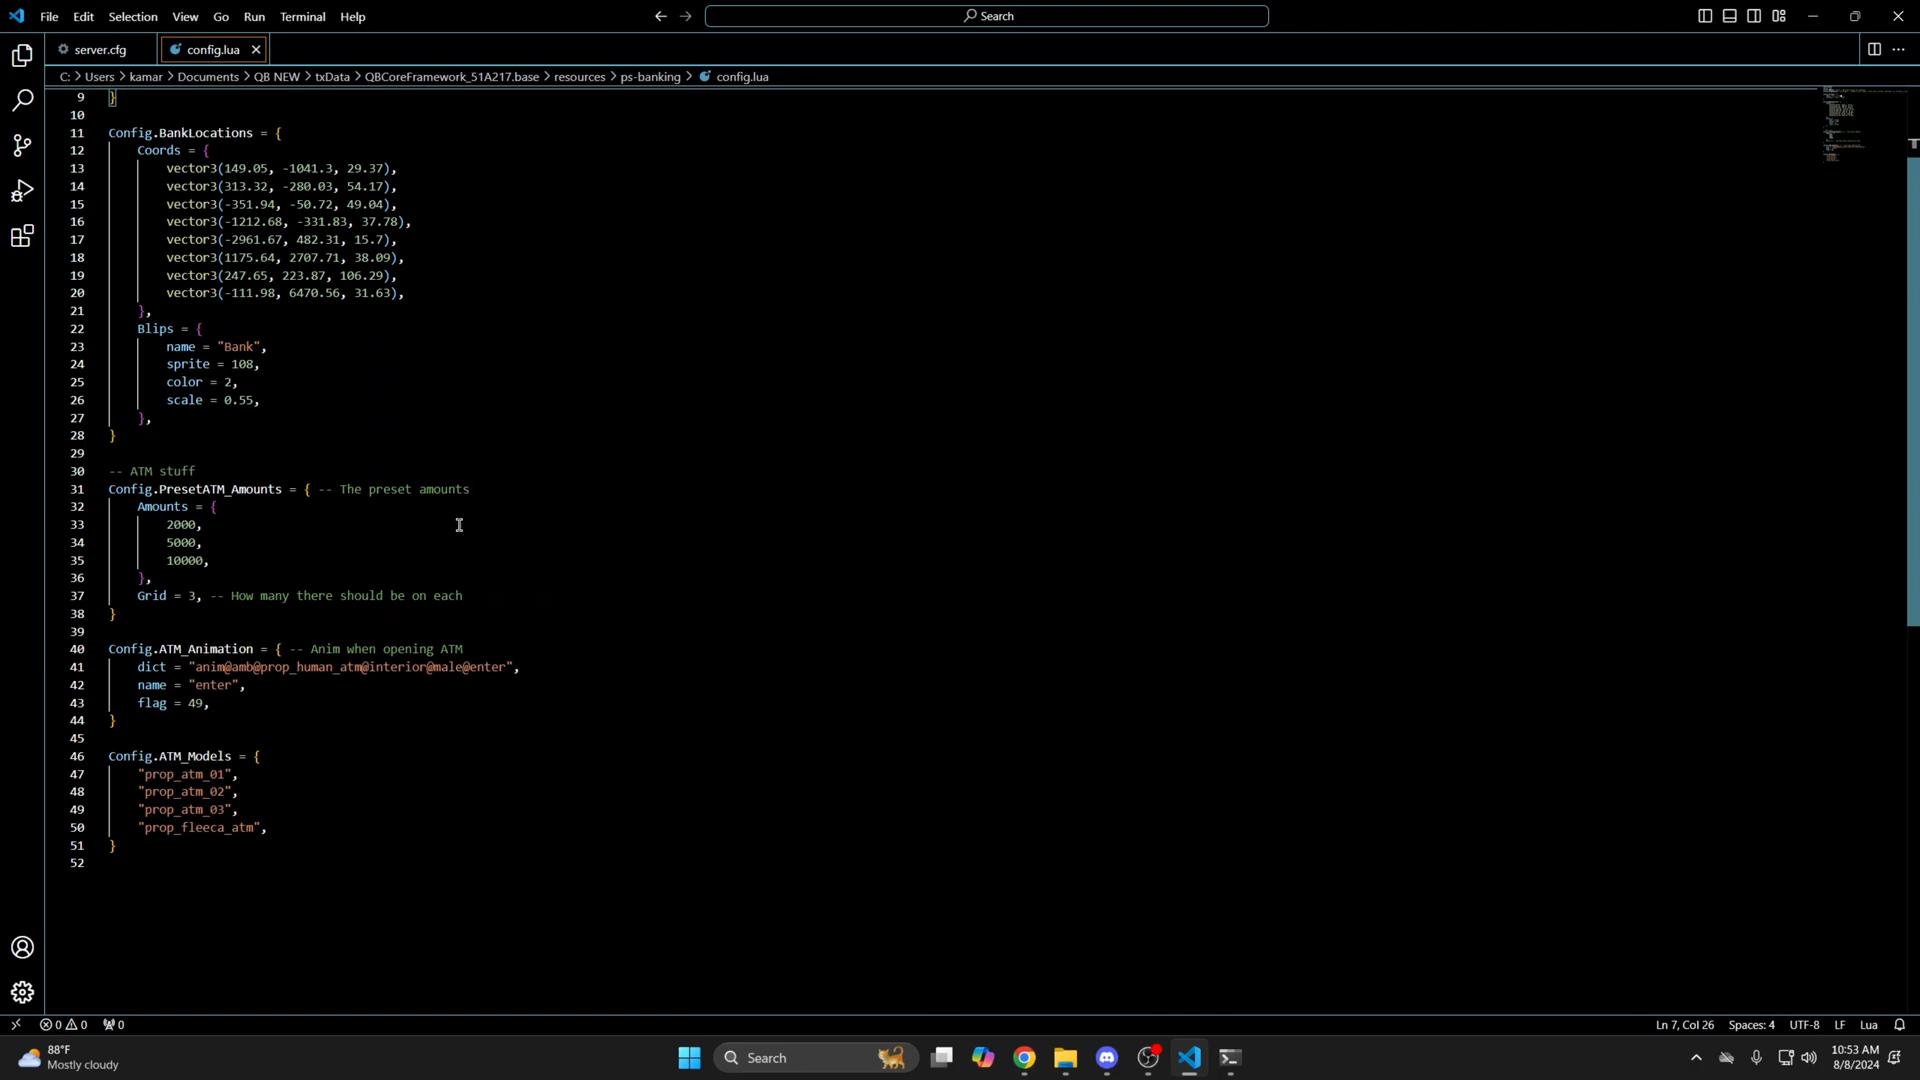 File Edit Selection View Go Run Terminal Help
Search
server.cfg config.lua
C: > Users > kamar > Documents > QB NEW > txData > QBCoreFramework_51A217.base > resources > ps-banking > config.lua
9 }
10
11 Config.BankLocations = {
12 Coords = {
13 vector3(149.05, -1041.3, 29.37),
14 vector3(313.32, -280.03, 54.17),
15 vector3(-351.94, -50.72, 49.04),
16 vector3(-1212.68, -331.83, 37.78),
17 vector3(-2961.67, 482.31, 15.7),
18 vector3(1175.64, 2707.71, 38.09),
19 vector3(247.65, 223.87, 106.29),
20 vector3(-111.98, 6470.56, 31.63),
21 },
22 Blips = {
23 name = "Bank",
24 sprite = 108,
25 color = 2,
26 scale = 0.55,
27 },
28 }
29
30 -- ATM stuff
31 Config.PresetATM_Amounts = { -- The preset amounts
32 Amounts = {
33 2000,
34 5000,
35 10000,
36 },
37 Grid = 3, -- How many there should be on each
38 }
39
40 Config.ATM_Animation = { -- Anim when opening ATM
41 dict = "anim@amb@prop_human_atm@interior@male@enter",
42 name = "enter",
43 flag = 49,
44 }
45
46 Config.ATM_Models = {
47 "prop_atm_01",
48 "prop_atm_02",
49 "prop_atm_03",
50 "prop_fleeca_atm",
51 }
52
0 0 0 Ln 7, Col 26 Spaces: 4 UTF-8 LF Lua
88°F
Mostly cloudy
Search
10:53 AM
8/8/2024